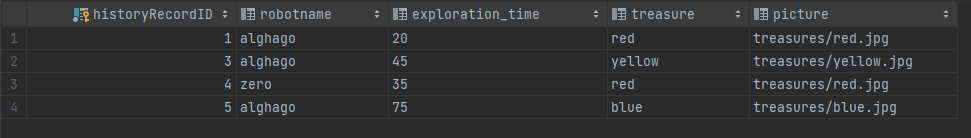 historyRecordID robotname exploration_time treasure picture
1 1 alghago 20 red treasures/red.jpg
2 3 alghago 45 yellow treasures/yellow.jpg
3 4 zero 35 red treasures/red.jpg
4 5 alghago 75 blue treasures/blue.jpg